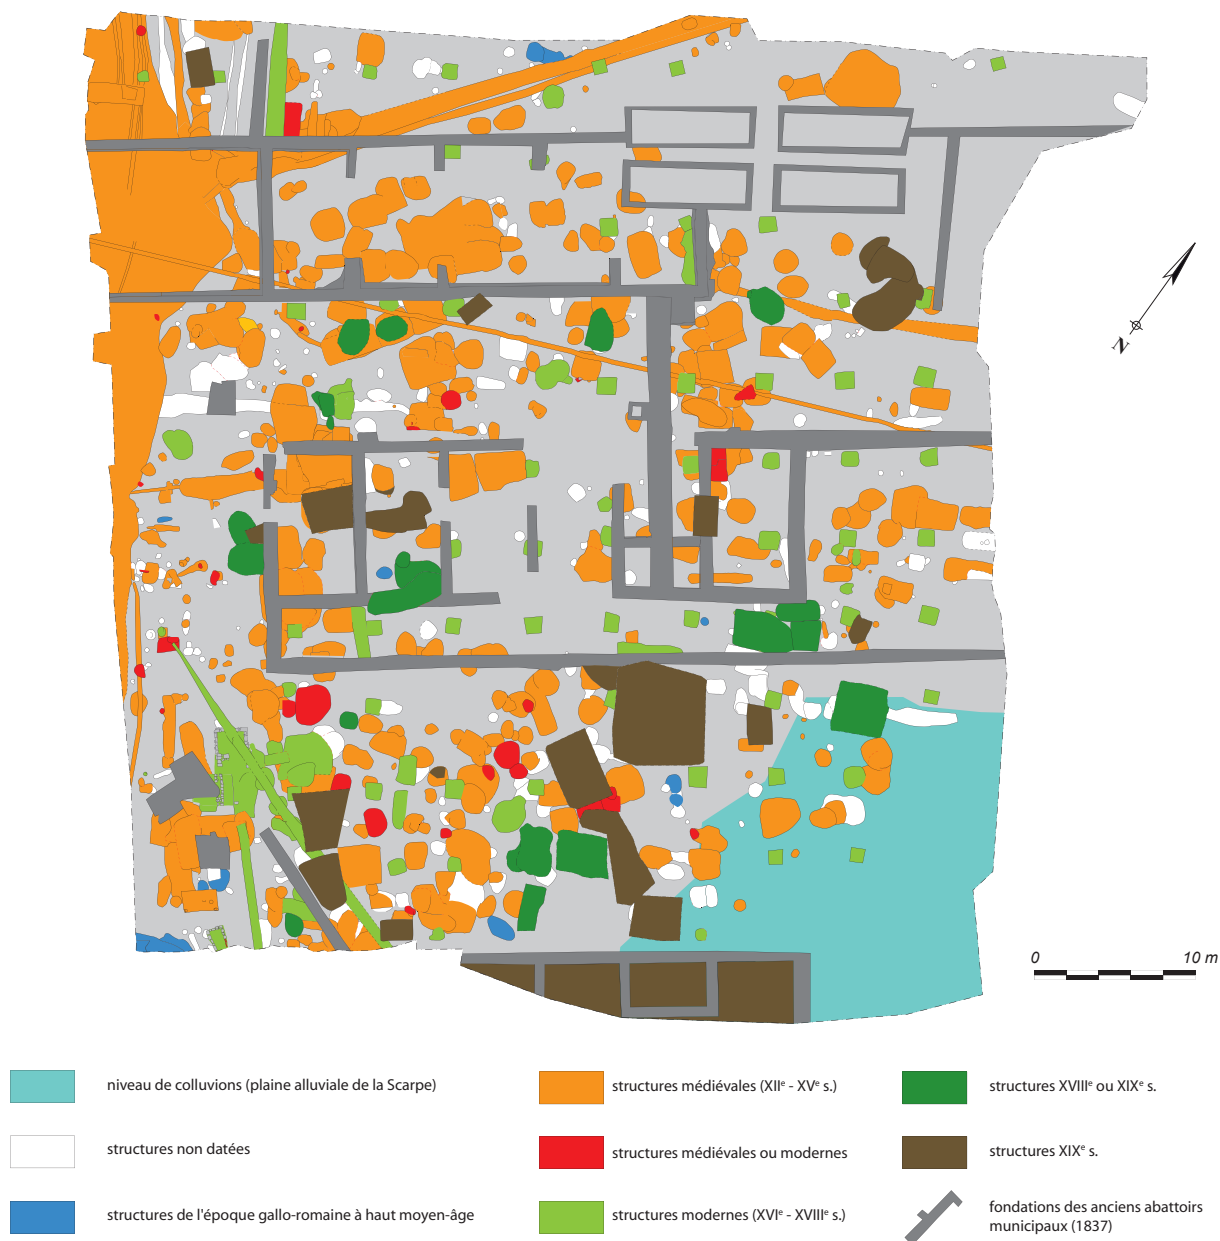 N
0 10 m
niveau de colluvions (plaine alluviale de la Scarpe)
structures non datées
structures de l'époque gallo-romaine à haut moyen-âge
structures médiévales (XIIe - XVe s.)
structures médiévales ou modernes
structures modernes (XVIe - XVIIIe s.)
structures XVIIIe ou XIXe s.
structures XIXe s.
fondations des anciens abattoirs
municipaux (1837)